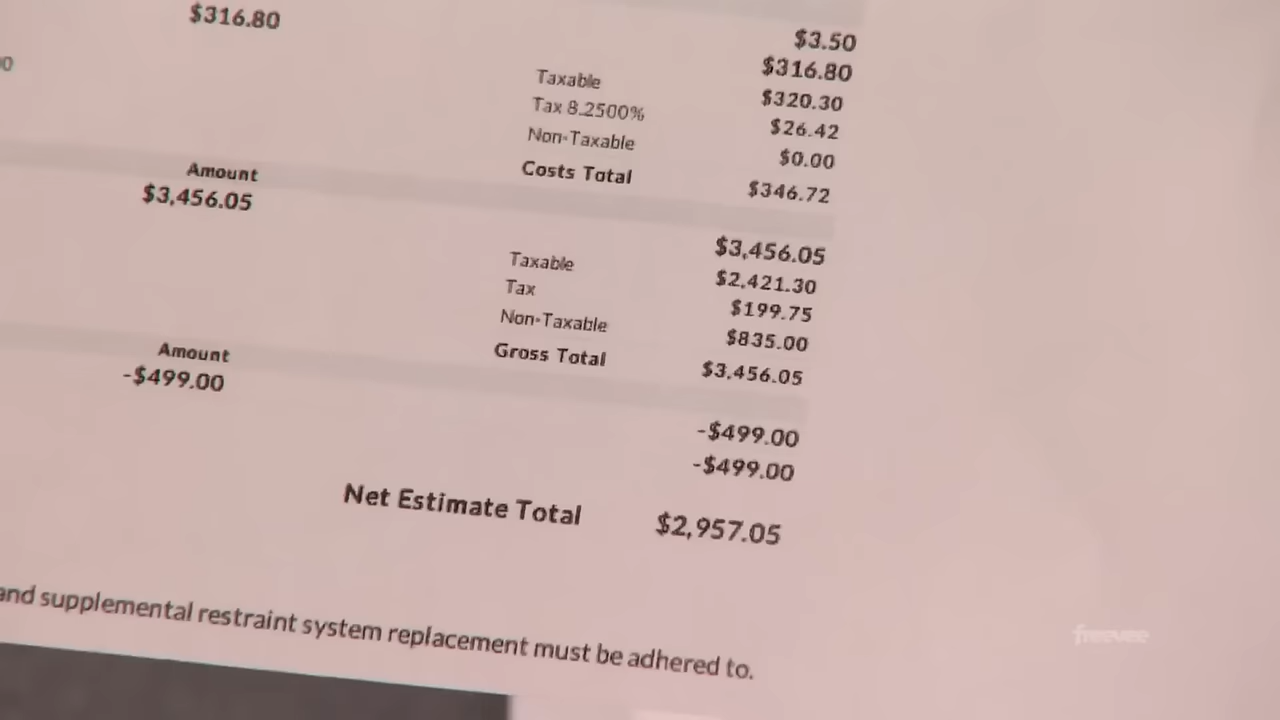 $316.80
$3.50
$316.80
Taxable $320.30
Tax 8.2500% $26.42
Non-Taxable $0.00
Costs Total $346.72
Amount
$3,456.05
$3,456.05
Taxable $2,421.30
Tax $199.75
Non-Taxable $835.00
Gross Total $3,456.05
Amount
-$499.00
-$499.00
-$499.00
Net Estimate Total $2,957.05
and supplemental restraint system replacement must be adhered to.
freevee